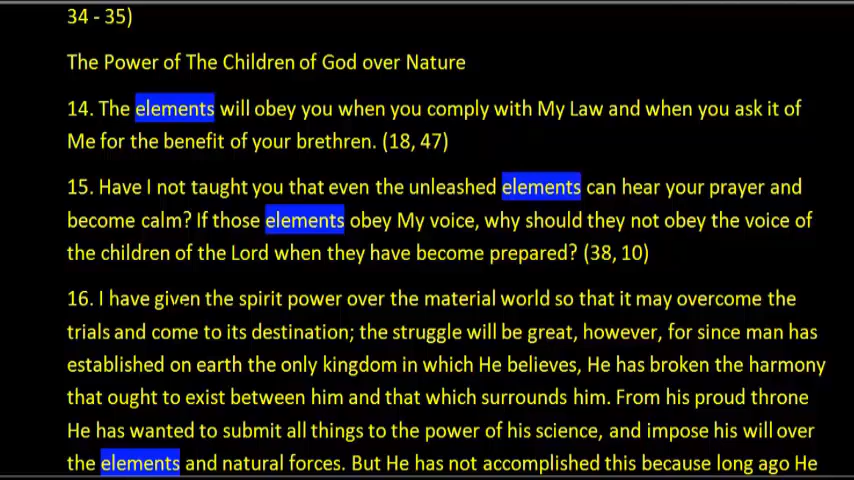 34 - 35)
The Power of The Children of God over Nature
14. The elements will obey you when you comply with My Law and when you ask it of
Me for the benefit of your brethren. (18, 47)
15. Have I not taught you that even the unleashed elements can hear your prayer and
become calm? If those elements obey My voice, why should they not obey the voice of
the children of the Lord when they have become prepared? (38, 10)
16. I have given the spirit power over the material world so that it may overcome the
trials and come to its destination; the struggle will be great, however, for since man has
established on earth the only kingdom in which He believes, He has broken the harmony
that ought to exist between him and that which surrounds him. From his proud throne
He has wanted to submit all things to the power of his science, and impose his will over
the elements and natural forces. But He has not accomplished this because long ago He